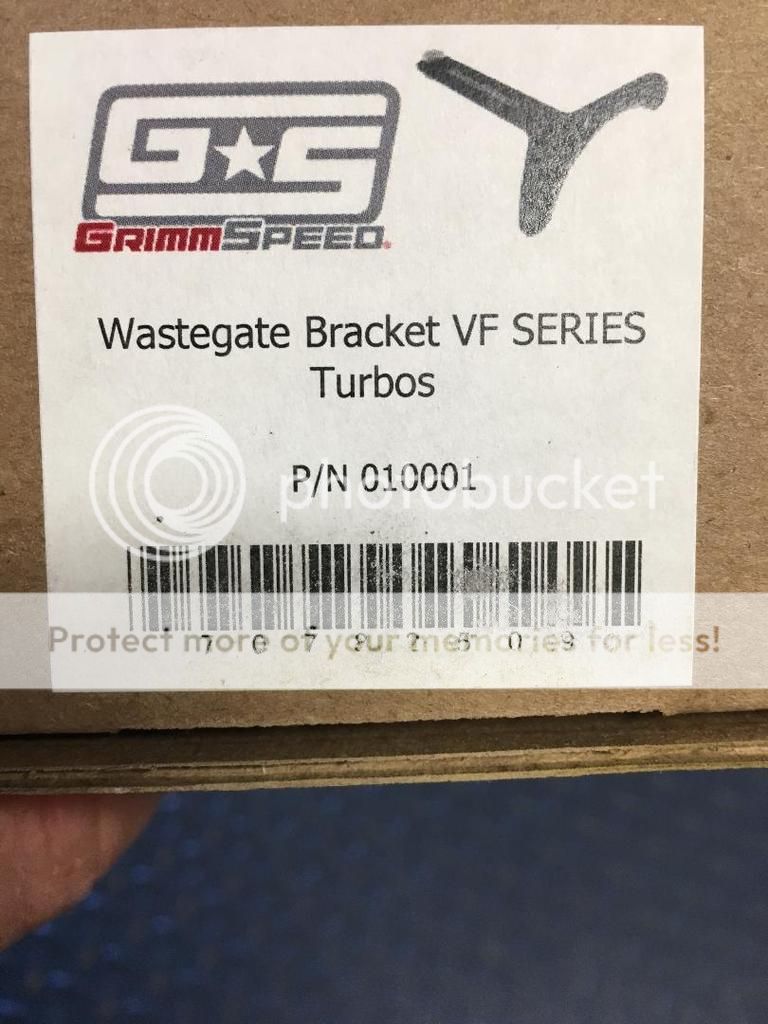 G★S
GRIMMSPEED®
Wastegate Bracket VF SERIES
Turbos
P/N 010001
photobucket
Protect more of your memories for less!